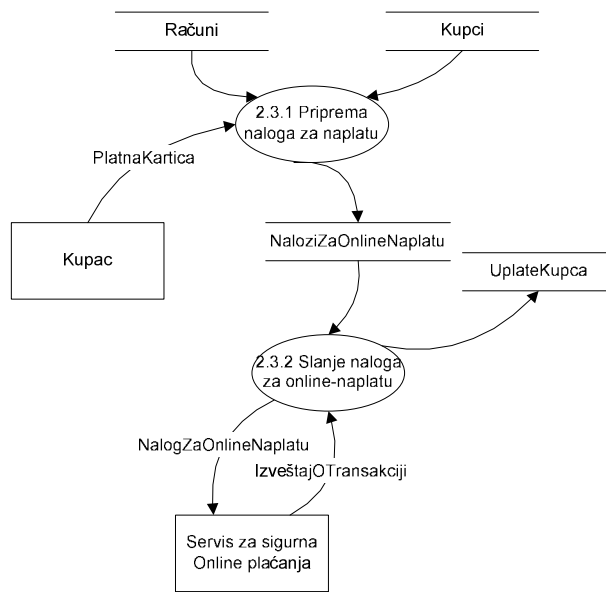 Računi
Kupci
2.3.1 Priprema
naloga za naplatu
PlatnaKartica
Kupac
NaloziZaOnlineNaplatu
UplateKupca
2.3.2 Slanje naloga
za online-naplatu
NalogZaOnlineNaplatu
IzveštajOTransakciji
Servis za sigurna
Online plaćanja